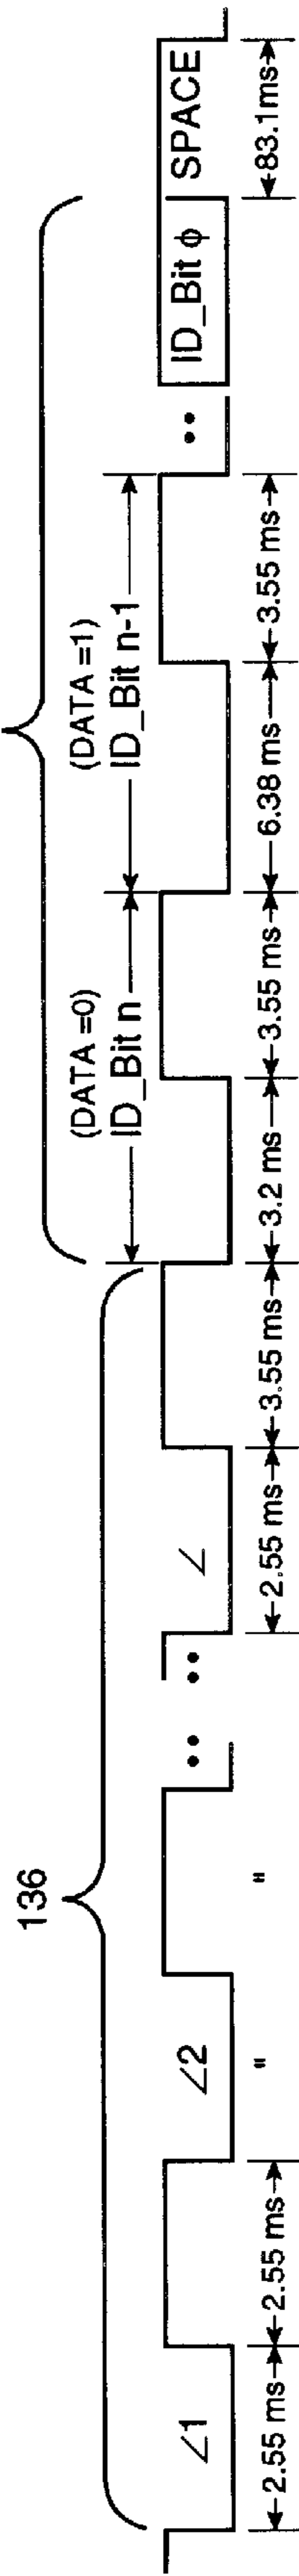 136
(DATA =0)
ID_Bit n
(DATA =1)
ID_Bit n-1
∠1
∠2
∠
ID_Bit ϕ
SPACE
2.55 ms
2.55 ms
"
"
2.55 ms
3.55 ms
3.2 ms
3.55 ms
6.38 ms
3.55 ms
83.1ms